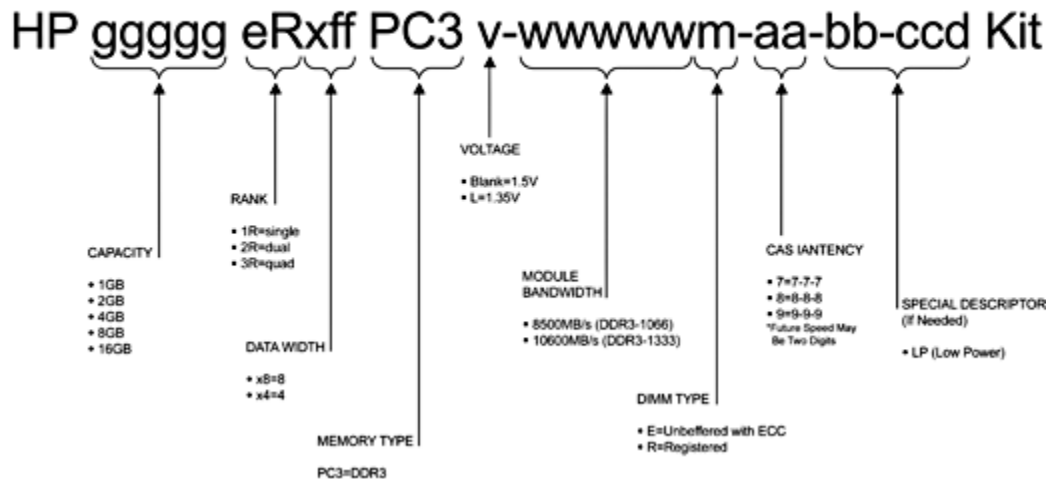 HP ggggg eRxff PC3 v-wwwwwm-aa-bb-ccd Kit
VOLTAGE
▪ Blank=1.5V
▪ L=1.35V
RANK
▪ 1R=single
▪ 2R=dual
▪ 3R=quad
CAPACITY
▪ 1GB
▪ 2GB
▪ 4GB
▪ 8GB
▪ 16GB
DATA WIDTH
▪ x8=8
▪ x4=4
MEMORY TYPE
PC3=DDR3
MODULE
BANDWIDTH
▪ 8500MB/s (DDR3-1066)
▪ 10600MB/s (DDR3-1333)
DIMM TYPE
▪ E=Unbeffered with ECC
▪ R=Registered
CAS IANTENCY
▪ 7=7-7-7
▪ 8=8-8-8
▪ 9=9-9-9
*Future Speed May
Be Two Digits
SPECIAL DESCRIPTOR
(If Needed)
▪ LP (Low Power)